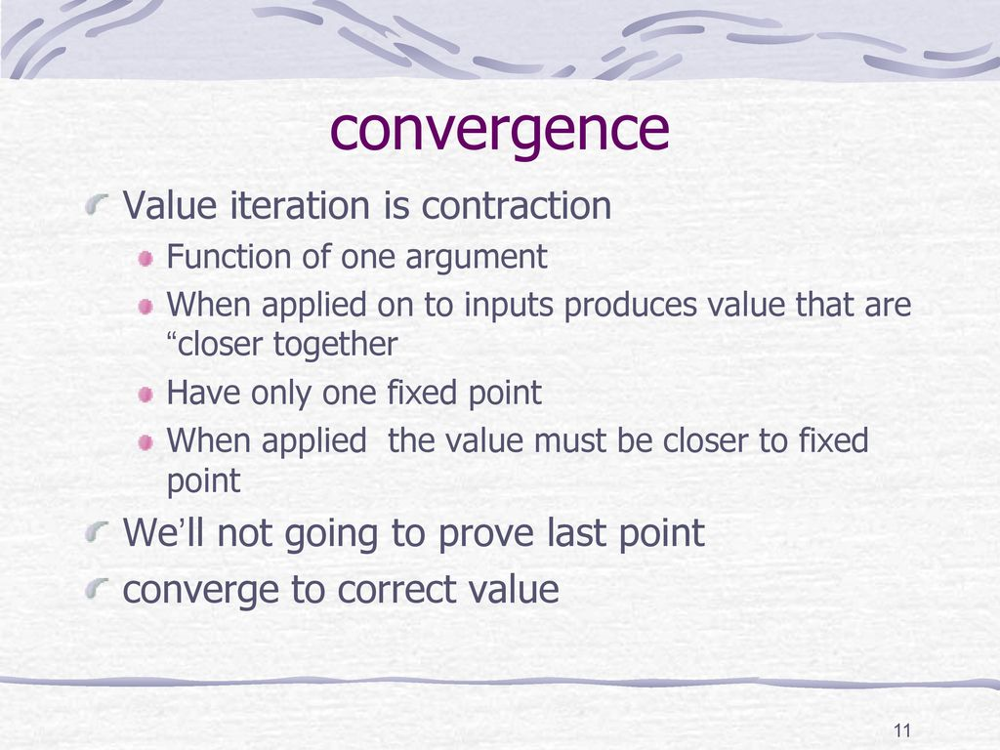 convergence
Value iteration is contraction
Function of one argument
When applied on to inputs produces value that are
“closer together
Have only one fixed point
When applied  the value must be closer to fixed
point
We’ll not going to prove last point
converge to correct value
11